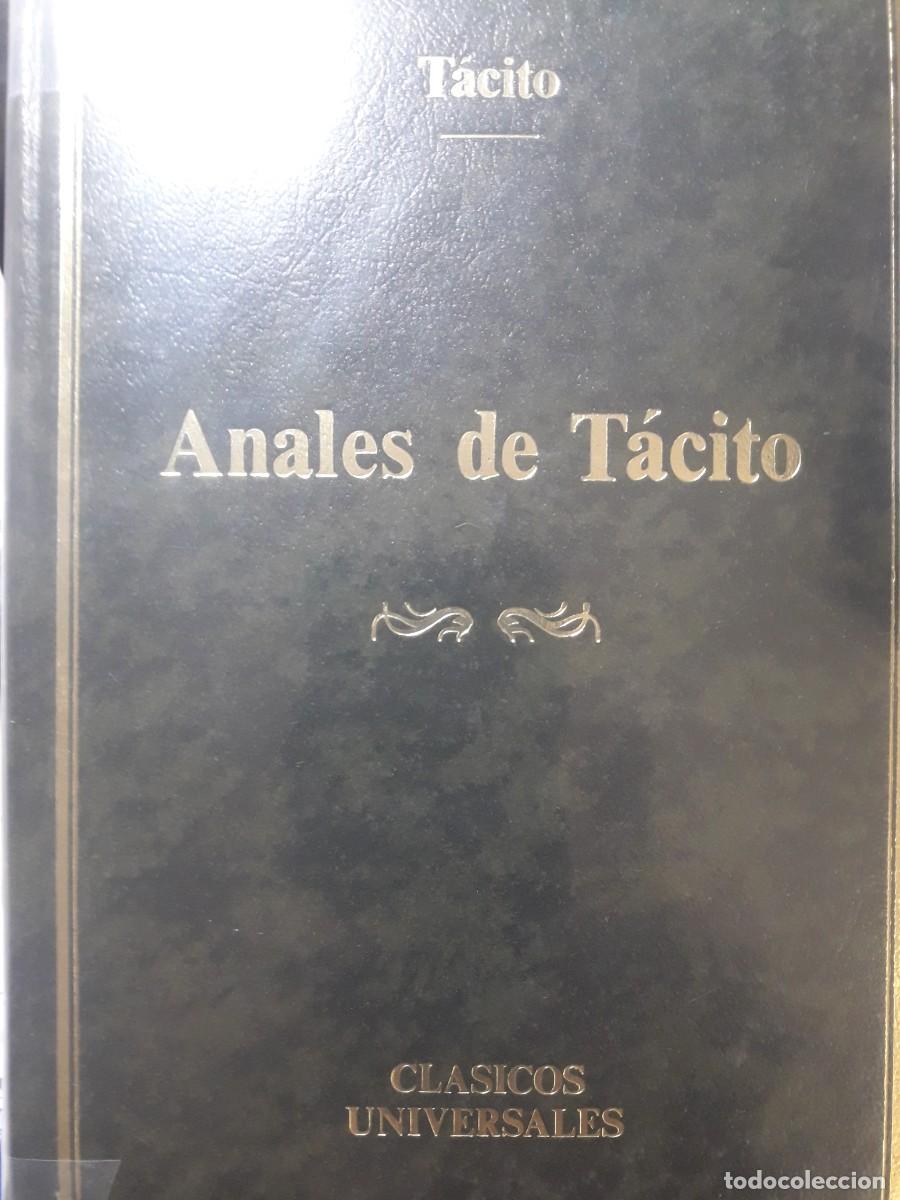 Tácito
Anales de Tácito
CLASICOS
UNIVERSALES
todocoleccion